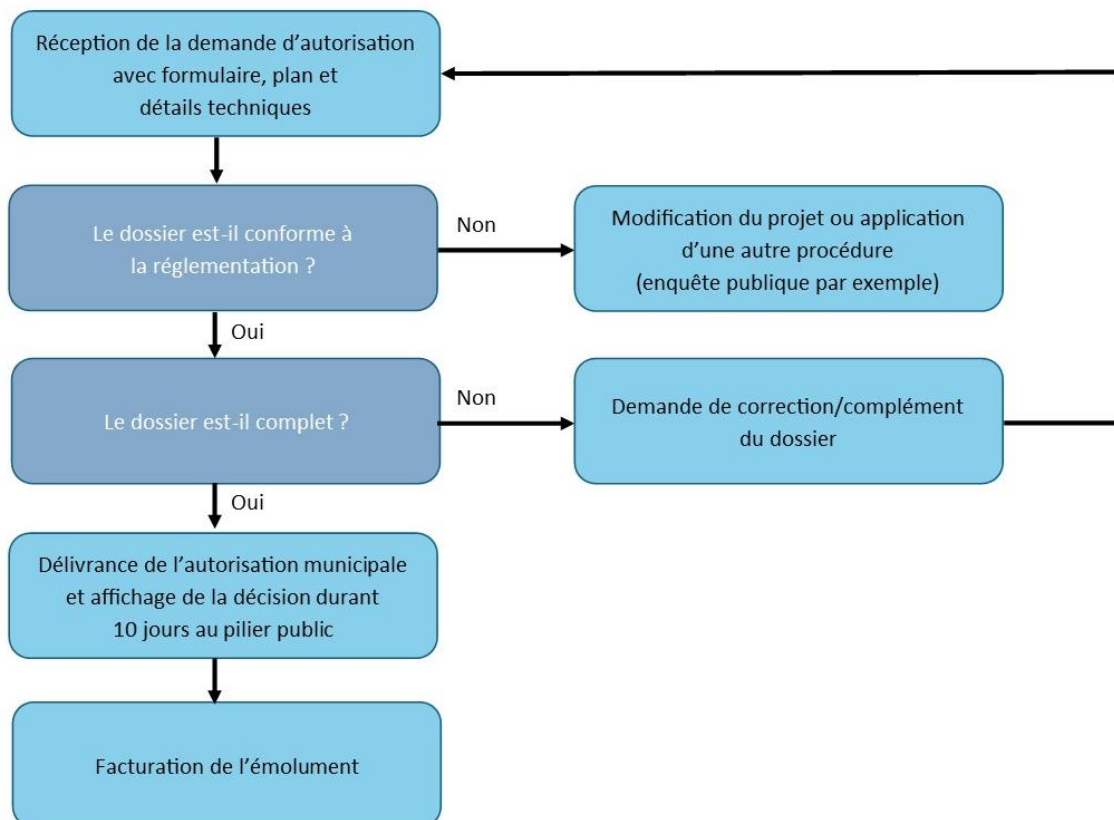 Réception de la demande d’autorisation
avec formulaire, plan et
détails techniques
Le dossier est-il conforme à
la réglementation ?
Non
Modification du projet ou application
d’une autre procédure
(enquête publique par exemple)
Oui
Le dossier est-il complet ?
Non
Demande de correction/complément
du dossier
Oui
Délivrance de l’autorisation municipale
et affichage de la décision durant
10 jours au pilier public
Facturation de l’émolument